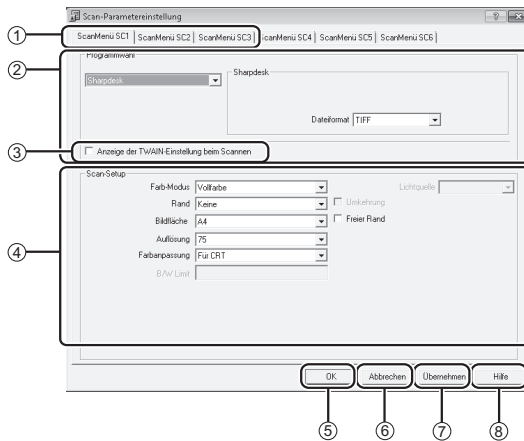 Scan-Parametereinstellung
ScanMenü SC1 ScanMenü SC2 ScanMenü SC3 icanMenü SC4 ScanMenü SC5 ScanMenü SC6
1
2
Programmwahl
Sharpdesk
Sharpdesk
Dateiformat TIFF
3
Anzeige der TWAIN-Einstellung beim Scannen
Scan-Setup
Farb-Modus Vollfarbe Lichtquelle
Rand Keine Umkehrung
Bildfläche A4 Freier Rand
4
Auflösung 75
Farbanpassung Für CRT
B/W Limit
OK Abbrechen Übernehmen Hilfe
5 6 7 8